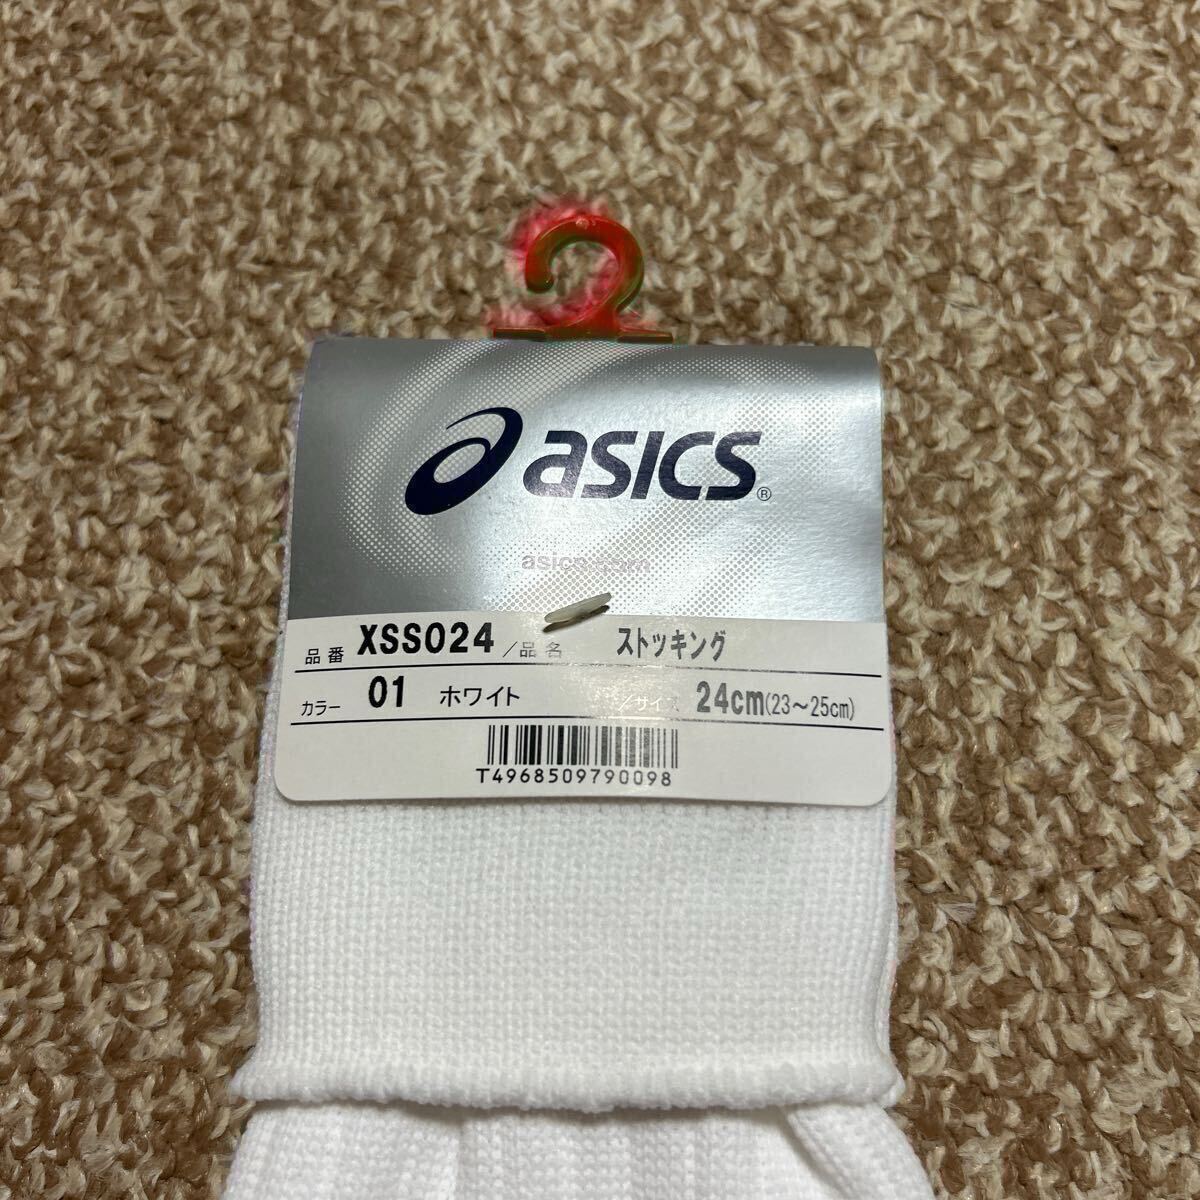 asics®
asics.com
品番 XSS024 /品名 ストッキング
カラー 01 ホワイト /サイズ 24cm(23〜25cm)
T4968509790098